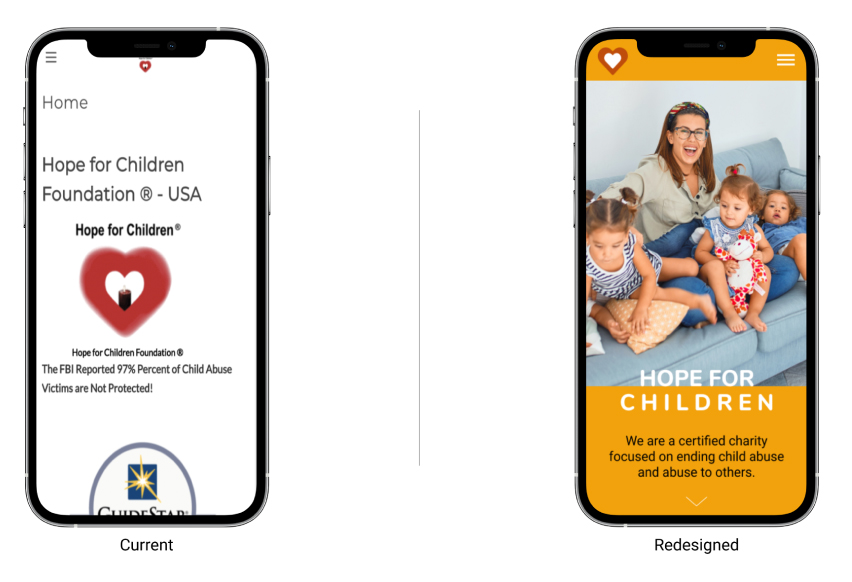 Home
Hope for Children
Foundation ® - USA
Hope for Children®
Hope for Children Foundation ®
The FBI Reported 97% Percent of Child Abuse
Victims are Not Protected!
GUIDESTAR
Current
HOPE FOR
CHILDREN
We are a certified charity
focused on ending child abuse
and abuse to others.
Redesigned